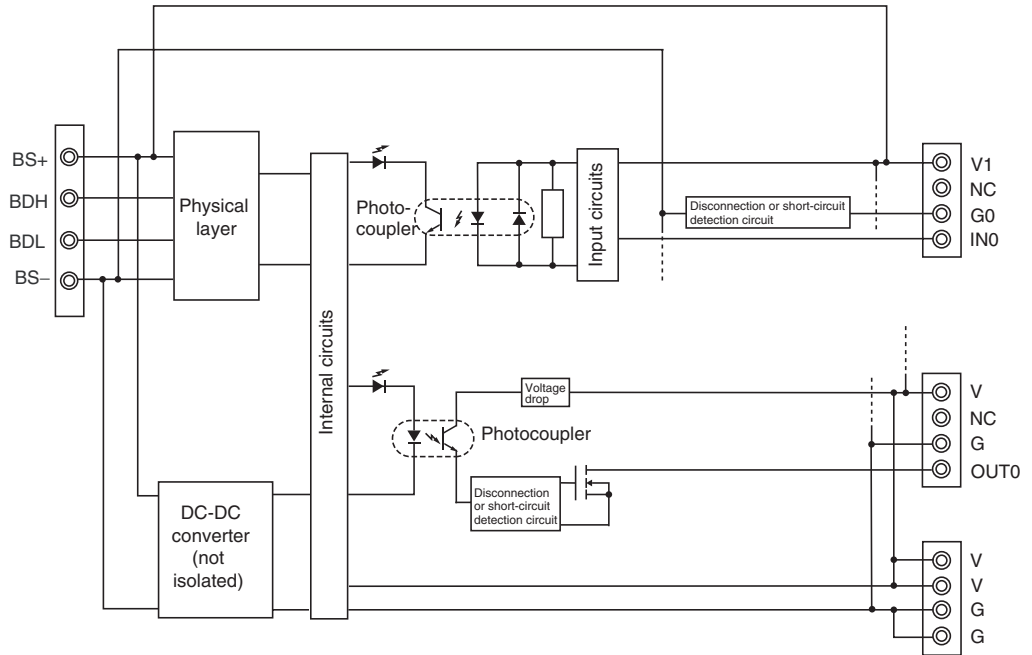 BS+
BDH
BDL
BS−
Physical
layer
Internal circuits
Photo-
coupler
Input circuits
Disconnection or short-circuit
detection circuit
V1
NC
G0
IN0
Voltage
drop
Photocoupler
Disconnection
or short-circuit
detection circuit
V
NC
G
OUT0
DC-DC
converter
(not
isolated)
V
V
G
G